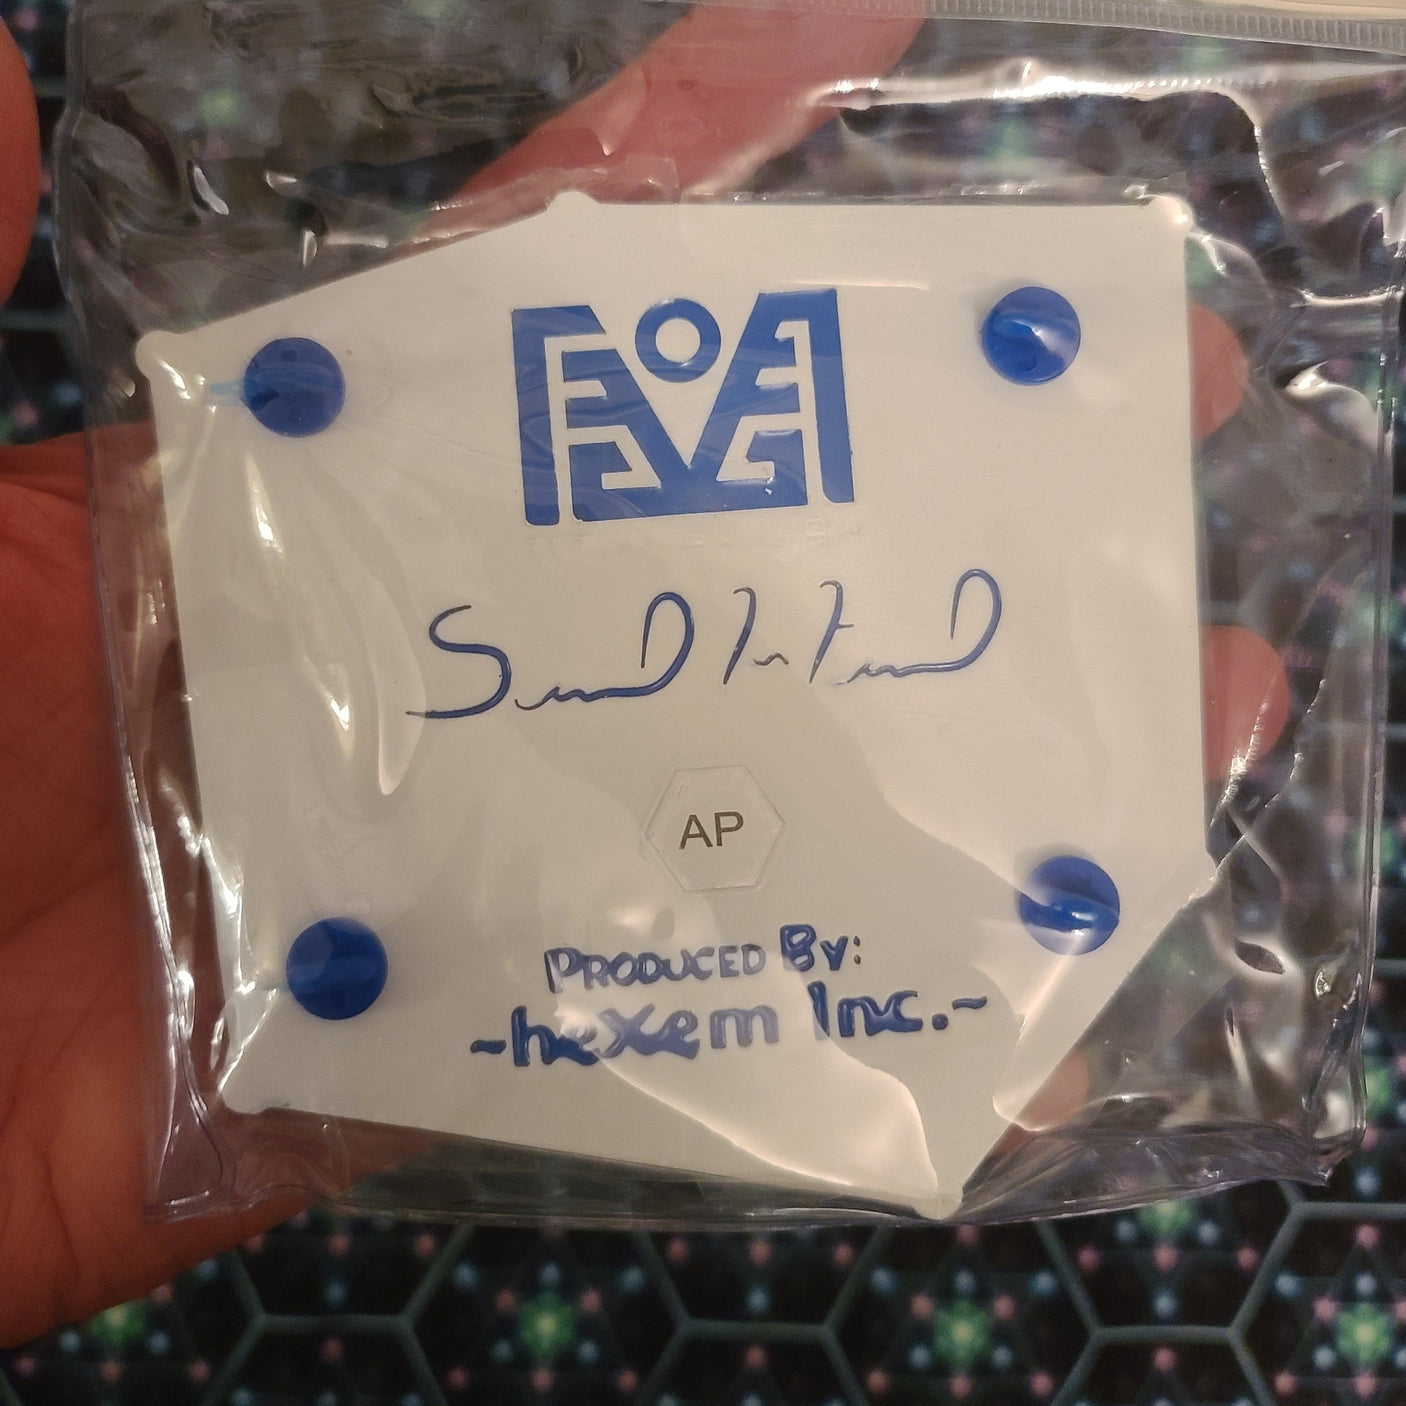 AP
PRODUCED BY:
~heXem Inc.~